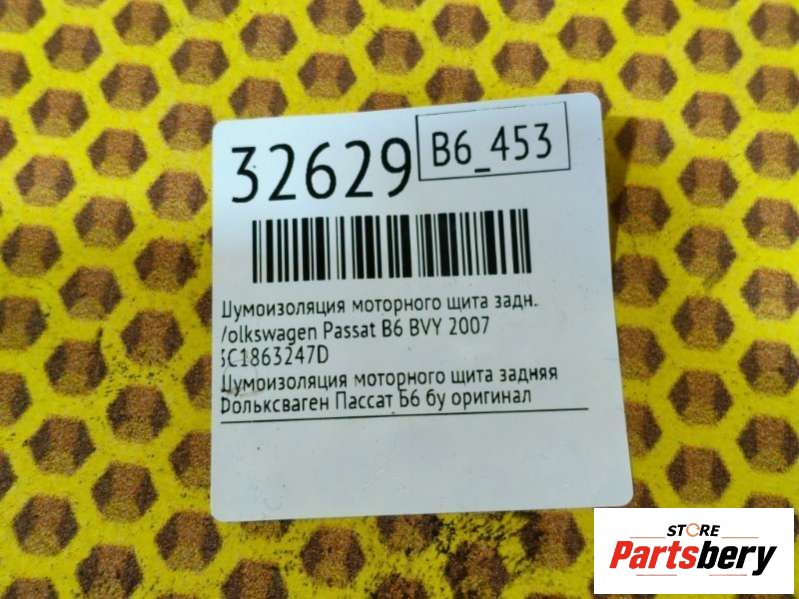 32629
B6_453
Шумоизоляция моторного щита задн.
Volkswagen Passat B6 BVY 2007
3C1863247D
Шумоизоляция моторного щита задняя
Фольксваген Пассат Б6 бу оригинал
STORE
Partsbery